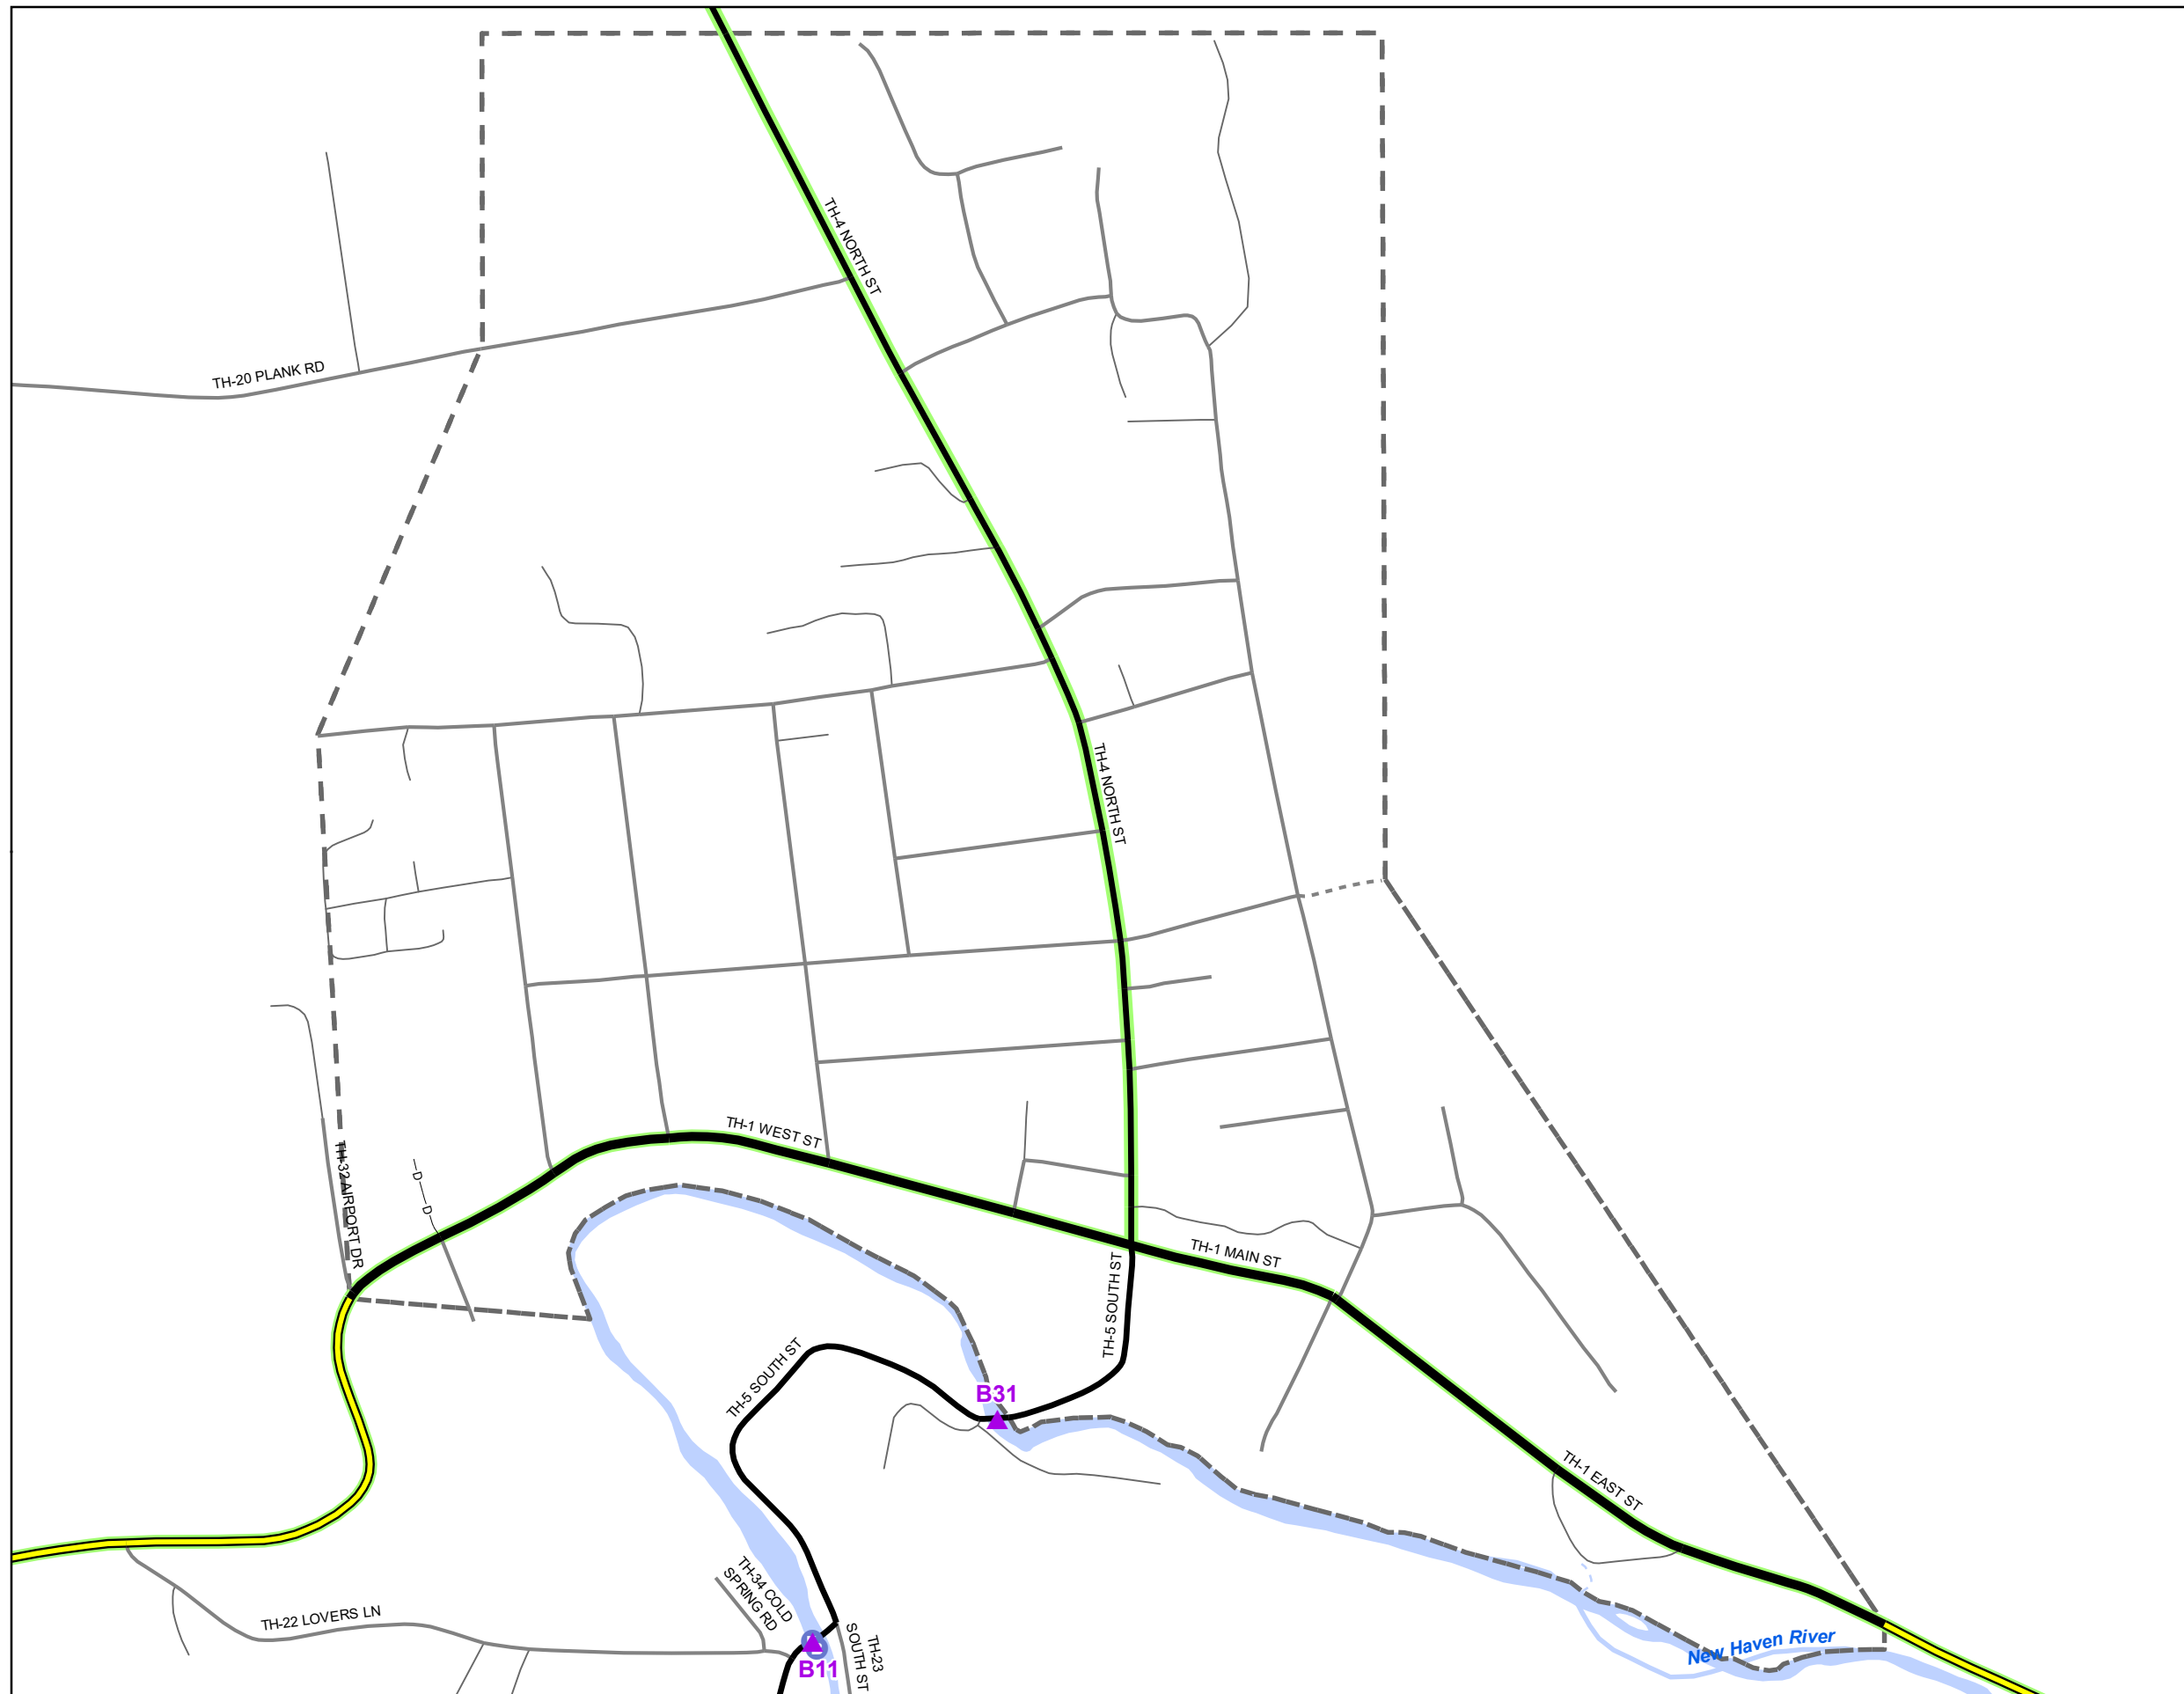 TH-4 NORTH ST
TH-20 PLANK RD
TH-4 NORTH ST
TH-1 WEST ST
TH-32 AIRPORT DR
D
D
TH-1 MAIN ST
TH-5 SOUTH ST
TH-5 SOUTH ST
B31
TH-1 EAST ST
TH-34 COLD
SPRING RD
TH-22 LOVERS LN
TH-23
SOUTH ST
New Haven River
B11